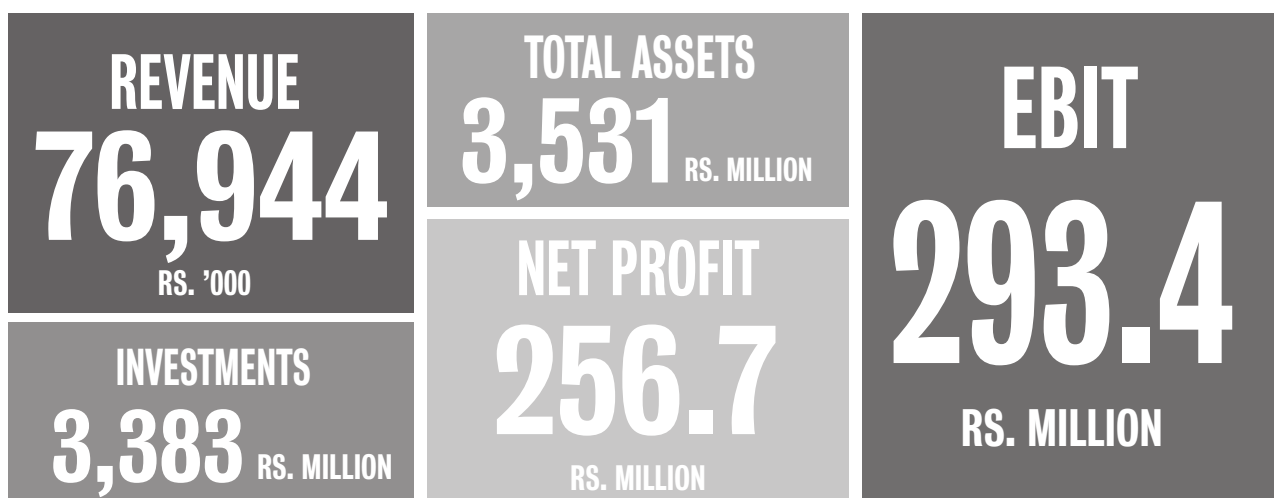 REVENUE
76,944
RS. ’000
INVESTMENTS
3,383 RS. MILLION
TOTAL ASSETS
3,531 RS. MILLION
NET PROFIT
256.7
RS. MILLION
EBIT
293.4
RS. MILLION